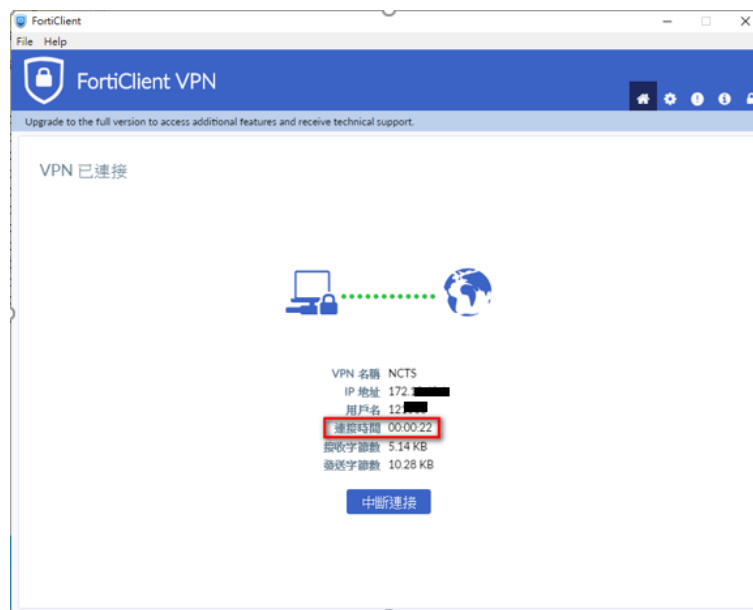 FortiClient
File Help
FortiClient VPN
Upgrade to the full version to access additional features and receive technical support.
VPN 已連接
VPN 名稱 NCTS
IP 地址 172.1
用戶名 12
連接時間 00:00:22
接收字節數 5.14 KB
發送字節數 10.28 KB
中斷連接